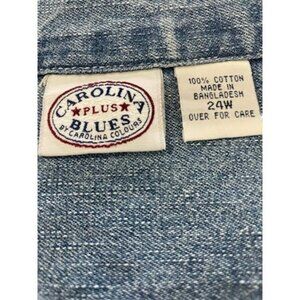 CAROLINA
★PLUS★
BLUES
BY CAROLINA COLOURS
100% COTTON
MADE IN
BANGLADESH
24W
OVER FOR CARE